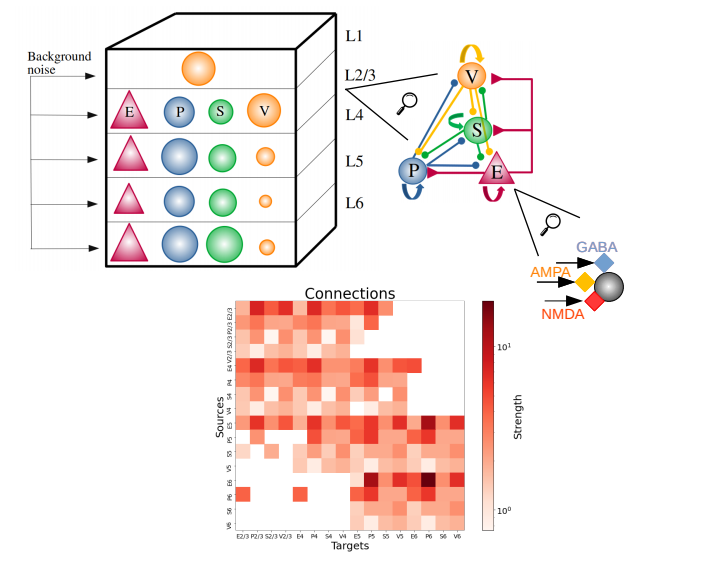 L1
Background
noise
L2/3
E
P
S
V
L4
L5
L6
V
S
P
E
GABA
AMPA
NMDA
Connections
E2/3
P2/3
S2/3
V2/3
E4
P4
S4
V4
E5
P5
S5
V5
E6
P6
S6
V6
Sources
E2/3 P2/3 S2/3 V2/3 E4 P4 S4 V4 E5 P5 S5 V5 E6 P6 S6 V6
Targets
10¹
10⁰
Strength